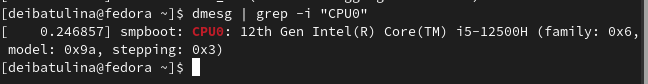 [deibatulina@fedora ~]$ dmesg | grep -i "CPU0"
[    0.246857] smpboot: CPU0: 12th Gen Intel(R) Core(TM) i5-12500H (family: 0x6,
model: 0x9a, stepping: 0x3)
[deibatulina@fedora ~]$